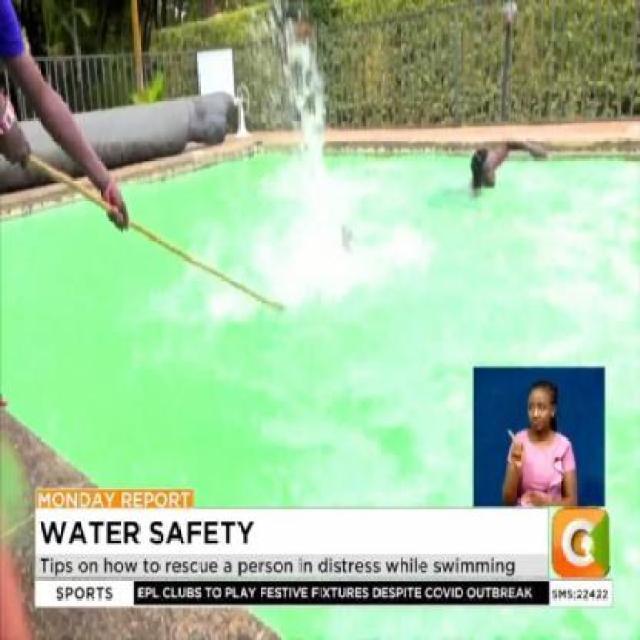 MONDAY REPORT
WATER SAFETY
Tips on how to rescue a person in distress while swimming
SPORTS EPL CLUBS TO PLAY FESTIVE FIXTURES DESPITE COVID OUTBREAK SMS:22422